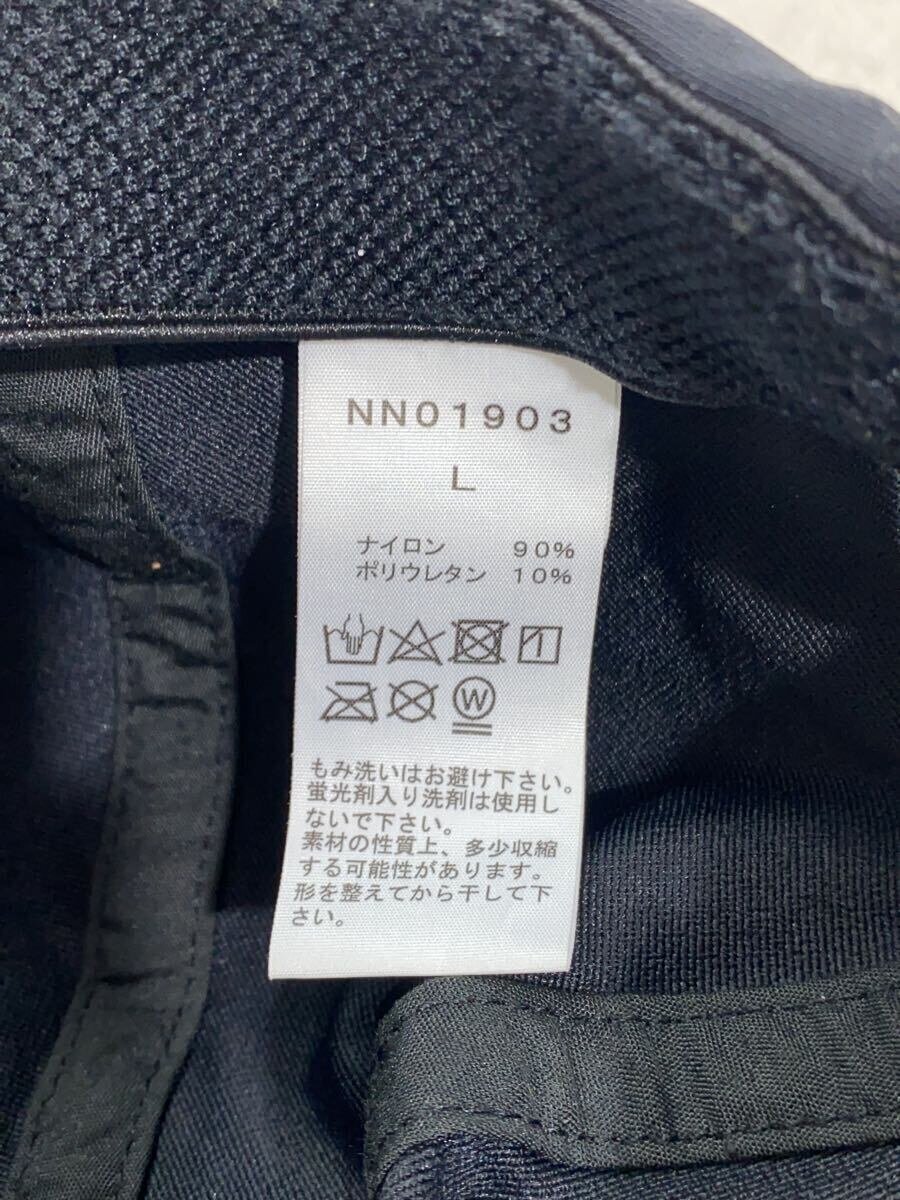 NN01903
L
ナイロン 90%
ポリウレタン 10%
1
W
もみ洗いはお避け下さい。
蛍光剤入り洗剤は使用し
ないで下さい。
素材の性質上、多少収縮
する可能性があります。
形を整えてから干して下
さい。